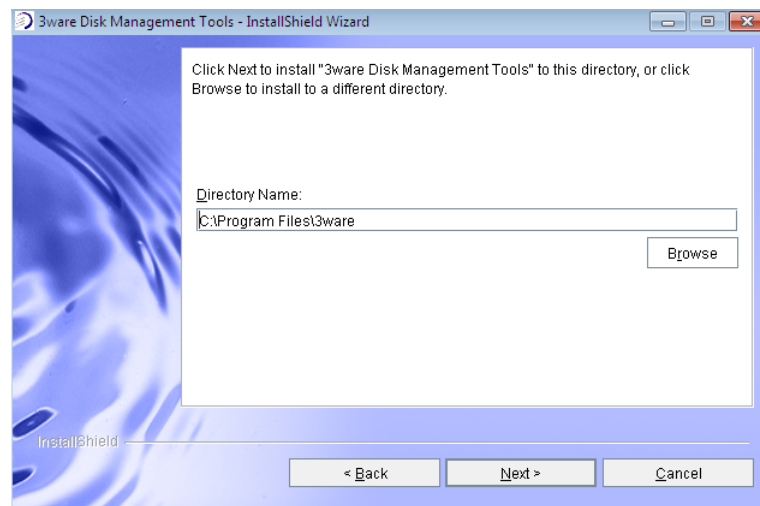 3ware Disk Management Tools - InstallShield Wizard
Click Next to install "3ware Disk Management Tools" to this directory, or click
Browse to install to a different directory.
Directory Name:
C:\Program Files\3ware
Browse
InstallShield
< Back
Next >
Cancel